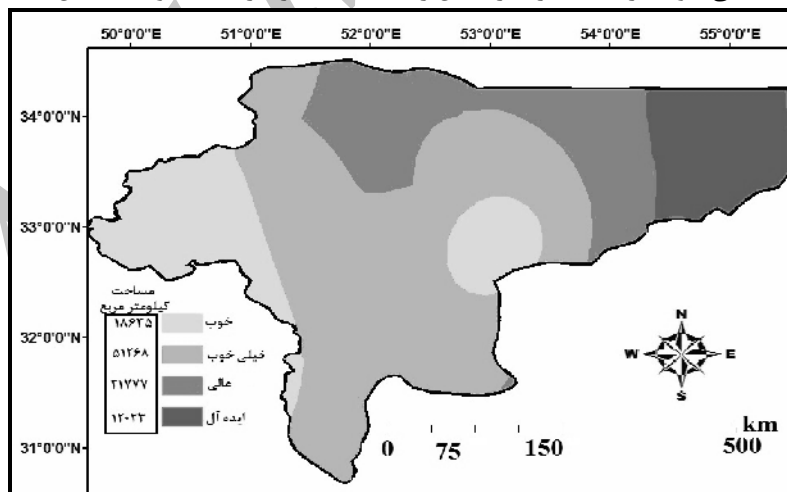 50°0'0"E 51°0'0"E 52°0'0"E 53°0'0"E 54°0'0"E 55°0'0"E
34°0'0"N
33°0'0"N
32°0'0"N
31°0'0"N
مساحت
کیلومتر مربع
۱۸۶۳۵ خوب
۵۱۲۶۸ خیلی خوب
۲۱۷۷۷ عالی
۱۲۰۲۳ ایده آل
N
W E
S
km
0 75 150 500